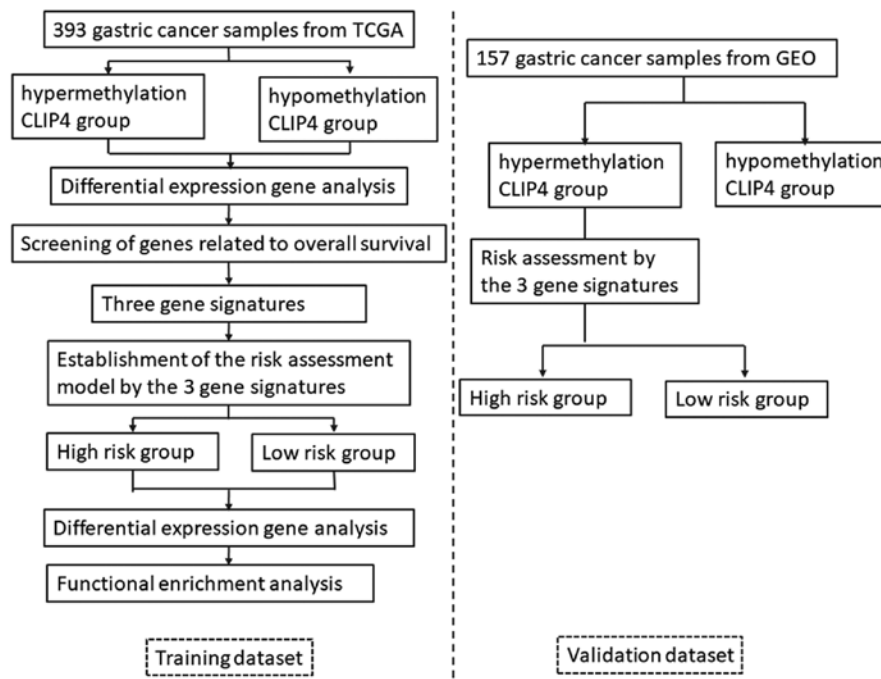 393 gastric cancer samples from TCGA
hypermethylation
CLIP4 group
hypomethylation
CLIP4 group
Differential expression gene analysis
Screening of genes related to overall survival
Three gene signatures
Establishment of the risk assessment
model by the 3 gene signatures
High risk group
Low risk group
Differential expression gene analysis
Functional enrichment analysis
Training dataset
157 gastric cancer samples from GEO
hypermethylation
CLIP4 group
hypomethylation
CLIP4 group
Risk assessment by
the 3 gene signatures
High risk group
Low risk group
Validation dataset